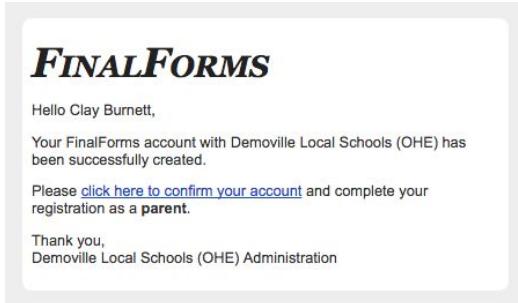 FINALFORMS
Hello Clay Burnett,
Your FinalForms account with Demoville Local Schools (OHE) has
been successfully created.
Please click here to confirm your account and complete your
registration as a parent.
Thank you,
Demoville Local Schools (OHE) Administration